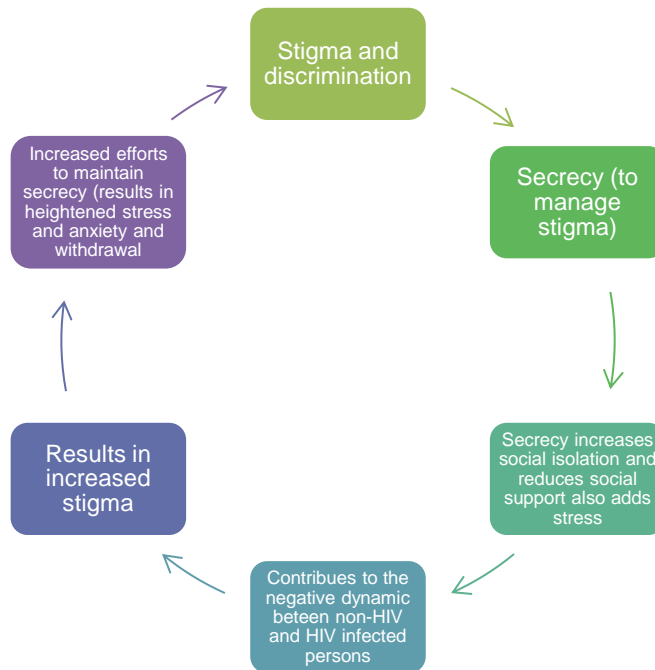 Stigma and
discrimination
Secrecy (to
manage
stigma)
Secrecy increases
social isolation and
reduces social
support also adds
stress
Contribues to the
negative dynamic
beteen non-HIV
and HIV infected
persons
Results in
increased
stigma
Increased efforts
to maintain
secrecy (results in
heightened stress
and anxiety and
withdrawal